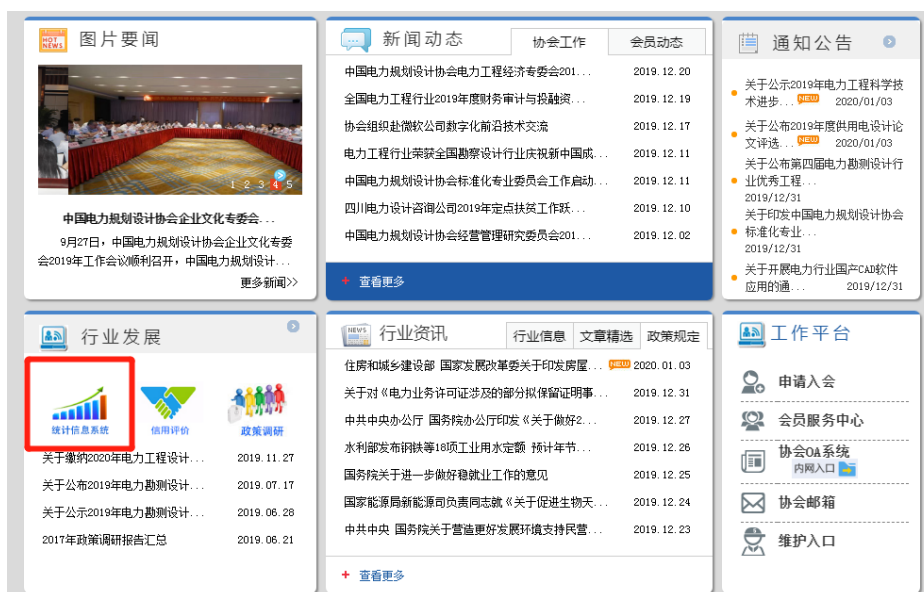 HOT NEWS 图片要闻
1 2 3 4 5
中国电力规划设计协会企业文化专委会...
9月27日，中国电力规划设计协会企业文化专委
会2019年工作会议顺利召开，中国电力规划设计...
更多新闻>>
新闻动态 协会工作 会员动态
中国电力规划设计协会电力工程经济专委会201... 2019.12.20
全国电力工程行业2019年度财务审计与投融资... 2019.12.19
协会组织赴微软公司数字化前沿技术交流 2019.12.17
电力工程行业荣获全国勘察设计行业庆祝新中国成... 2019.12.11
中国电力规划设计协会标准化专业委员会工作启动... 2019.12.11
四川电力设计咨询公司2019年定点扶贫工作跃... 2019.12.10
中国电力规划设计协会经营管理研究委员会201... 2019.12.02
+ 查看更多
通知公告
关于公示2019年电力工程科学技
术进步... NEW 2020/01/03
关于公布2019年度供用电设计论
文评选... NEW 2020/01/03
关于公布第四届电力勘测设计行
业优秀工程...
2019/12/31
关于印发中国电力规划设计协会
标准化专业...
2019/12/31
关于开展电力行业国产CAD软件
应用的通... 2019/12/31
行业发展
统计信息系统 信用评价 政策调研
关于缴纳2020年电力工程设计... 2019.11.27
关于公布2019年电力勘测设计... 2019.07.17
关于公示2019年电力勘测设计... 2019.06.28
2017年政策调研报告汇总 2019.06.21
NEWS 行业资讯 行业信息 文章精选 政策规定
住房和城乡建设部 国家发展改革委关于印发房屋... NEW 2020.01.03
关于对《电力业务许可证涉及的部分拟保留证明事... 2019.12.31
中共中央办公厅 国务院办公厅印发《关于做好2... 2019.12.27
水利部发布钢铁等18项工业用水定额 预计年节... 2019.12.26
国务院关于进一步做好稳就业工作的意见 2019.12.25
国家能源局新能源司负责同志就《关于促进生物天... 2019.12.24
中共中央 国务院关于营造更好发展环境支持民营... 2019.12.23
+ 查看更多
工作平台
申请入会
会员服务中心
协会OA系统
内网入口
协会邮箱
维护入口